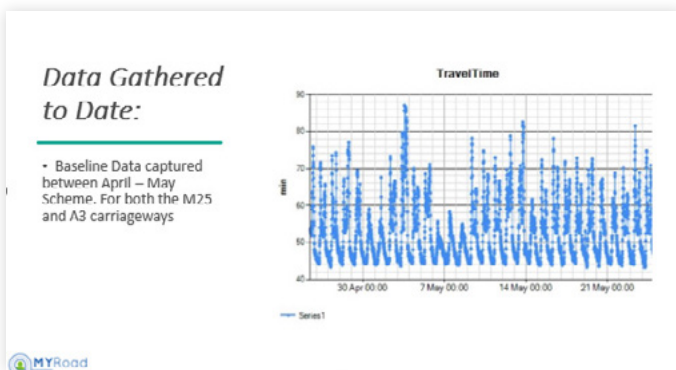 Data Gathered
to Date:
• Baseline Data captured
between April – May
Scheme. For both the M25
and A3 carriageways
TravelTime
90
80
70
60
50
40
min
30 Apr 00:00 7 May 00:00 14 May 00:00 21 May 00:00
Series1
MYRoad